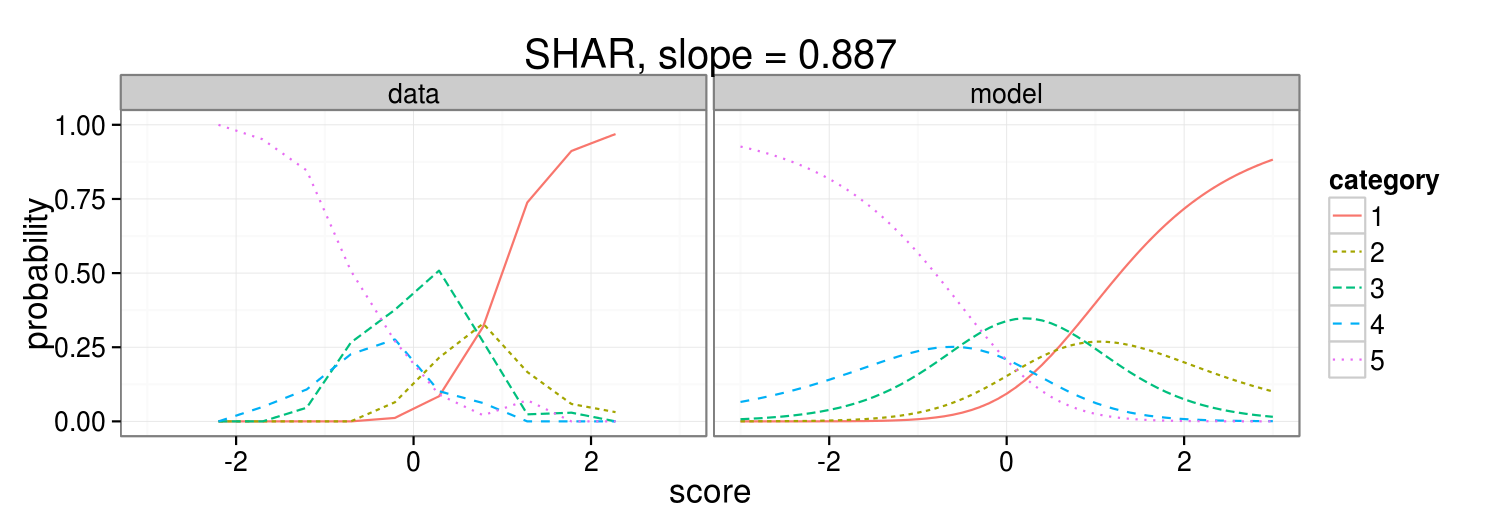 SHAR, slope = 0.887
data model
1.00
0.75
0.50
0.25
0.00
probability
-2 0 2 -2 0 2
score
category
1
2
3
4
5